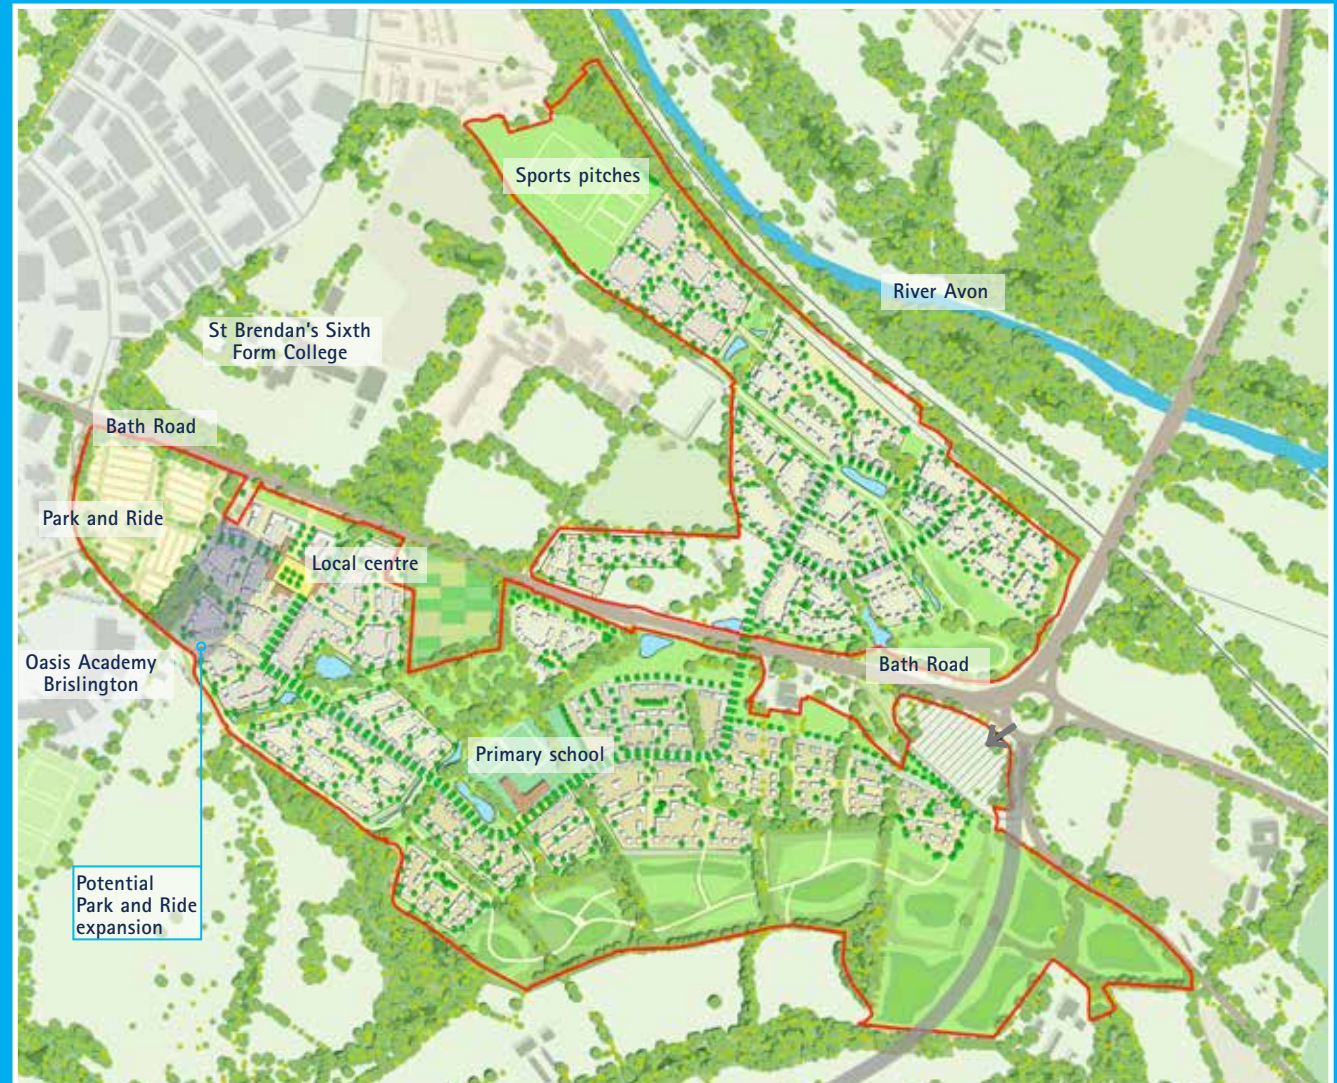 Sports pitches
River Avon
St Brendan's Sixth
Form College
Bath Road
Park and Ride
Local centre
Oasis Academy
Brislington
Bath Road
Primary school
Potential
Park and Ride
expansion